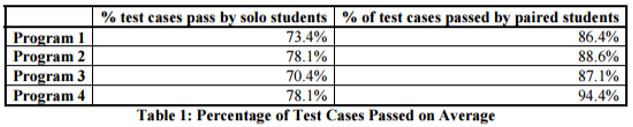 % test cases pass by solo students % of test cases passed by paired students
Program 1 73.4% 86.4%
Program 2 78.1% 88.6%
Program 3 70.4% 87.1%
Program 4 78.1% 94.4%
Table 1: Percentage of Test Cases Passed on Average